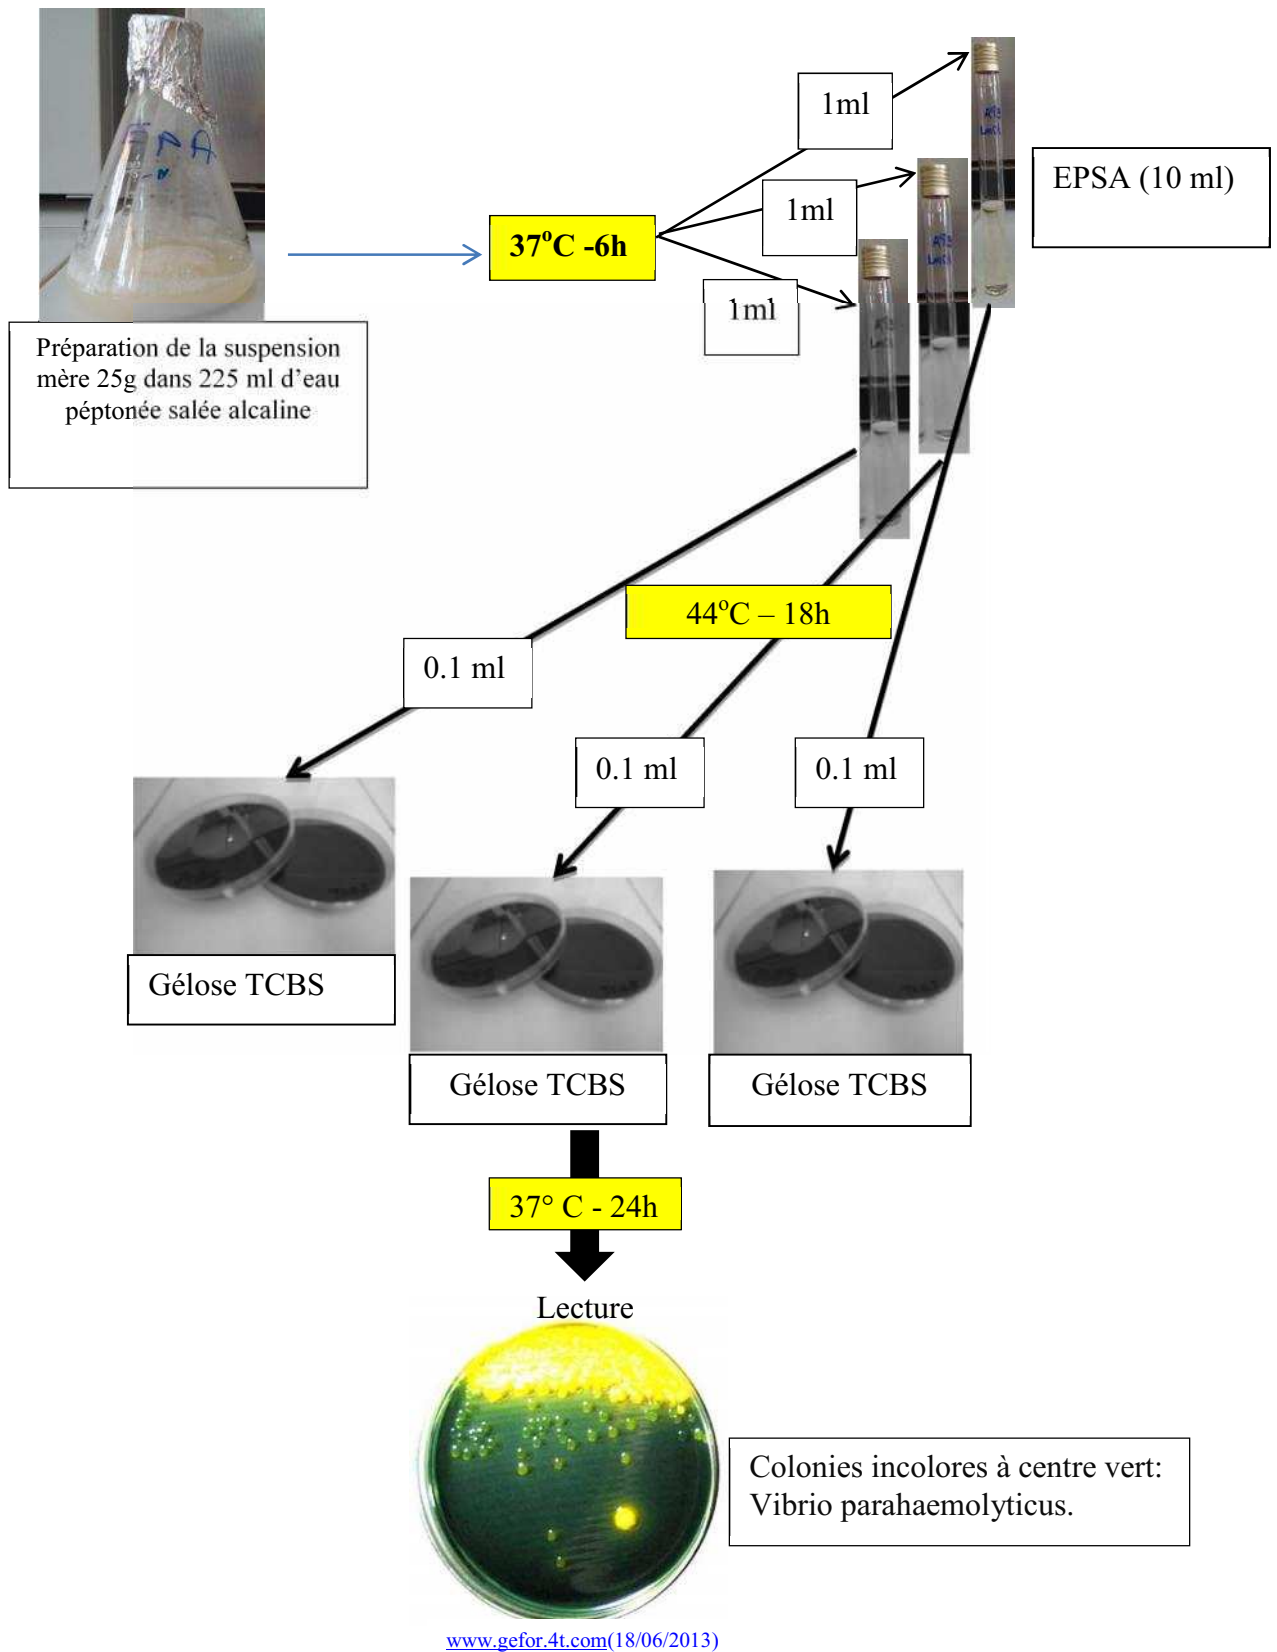 EPA
1ml
EPSA (10 ml)
1ml
37°C -6h
1ml
Préparation de la suspension
mère 25g dans 225 ml d’eau
péptonée salée alcaline
44°C – 18h
0.1 ml
0.1 ml
0.1 ml
Gélose TCBS
Gélose TCBS
Gélose TCBS
37° C - 24h
Lecture
Colonies incolores à centre vert:
Vibrio parahaemolyticus.
www.gefor.4t.com(18/06/2013)